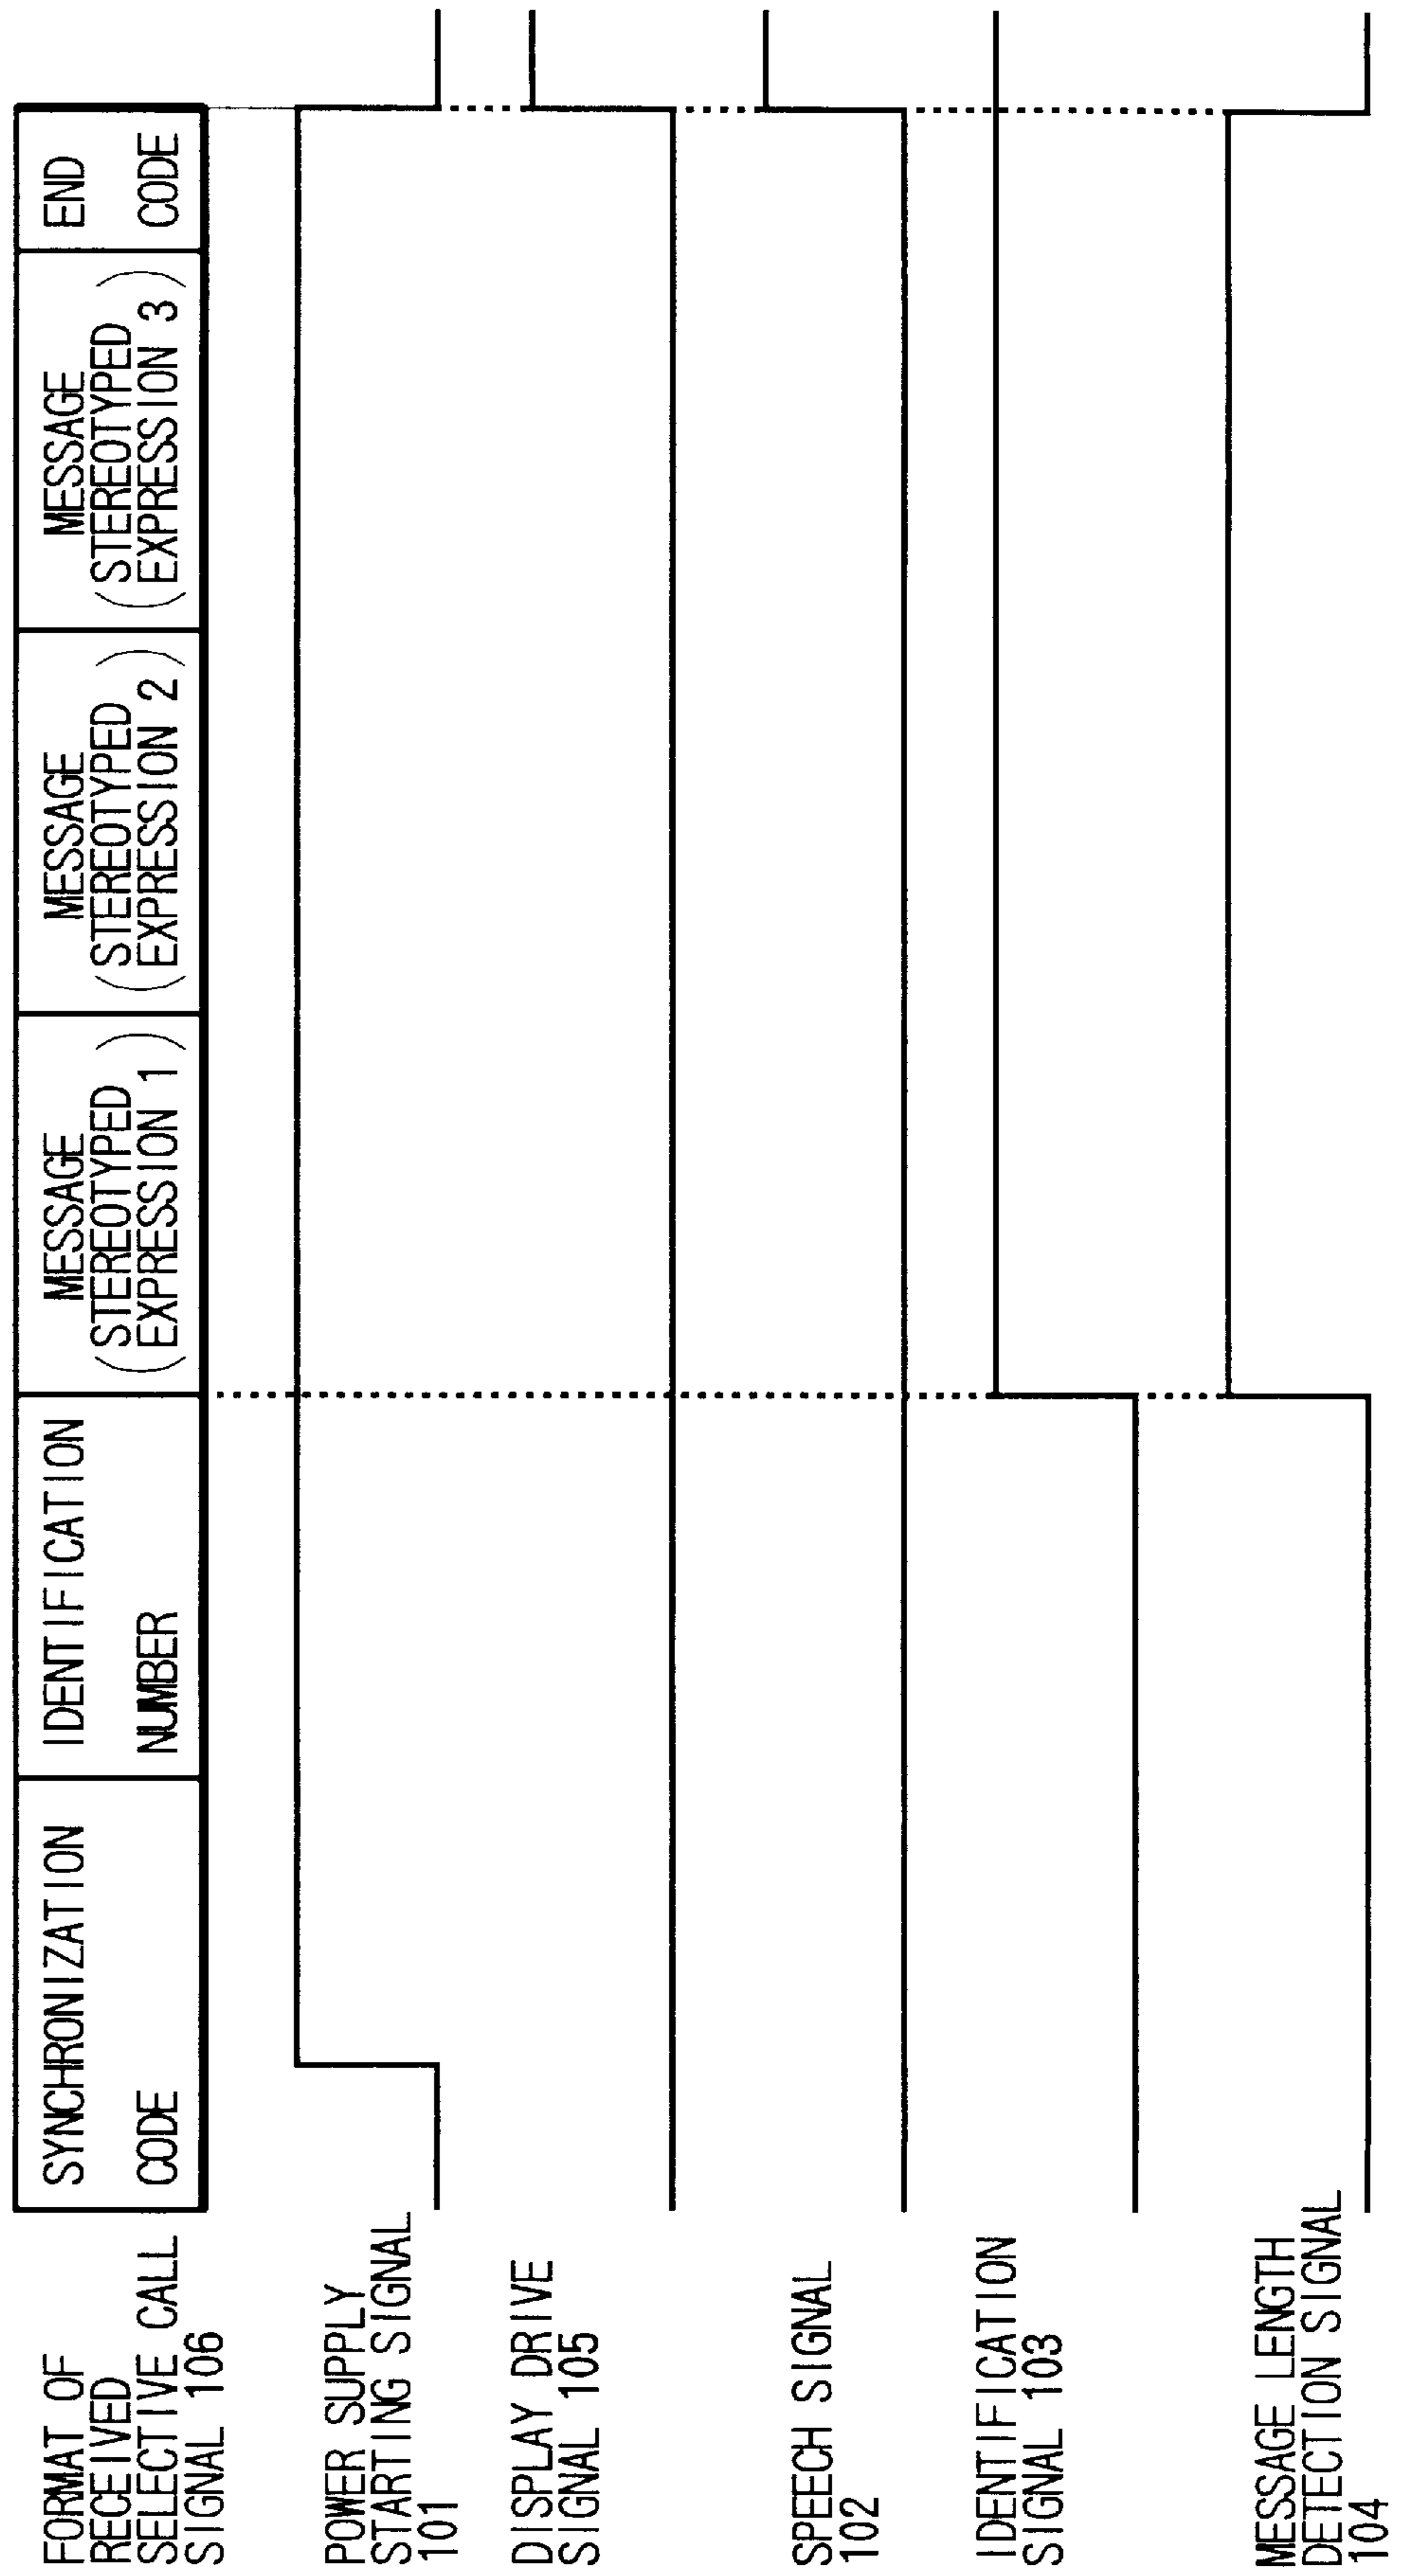 FORMAT OF
RECEIVED
SELECTIVE CALL
SIGNAL 106
SYNCHRONIZATION
CODE
IDENTIFICATION
NUMBER
MESSAGE
(STEREOTYPED
EXPRESSION 1)
MESSAGE
(STEREOTYPED
EXPRESSION 2)
MESSAGE
(STEREOTYPED
EXPRESSION 3)
END
CODE
POWER SUPPLY
STARTING SIGNAL
101
DISPLAY DRIVE
SIGNAL 105
SPEECH SIGNAL
102
IDENTIFICATION
SIGNAL 103
MESSAGE LENGTH
DETECTION SIGNAL
104